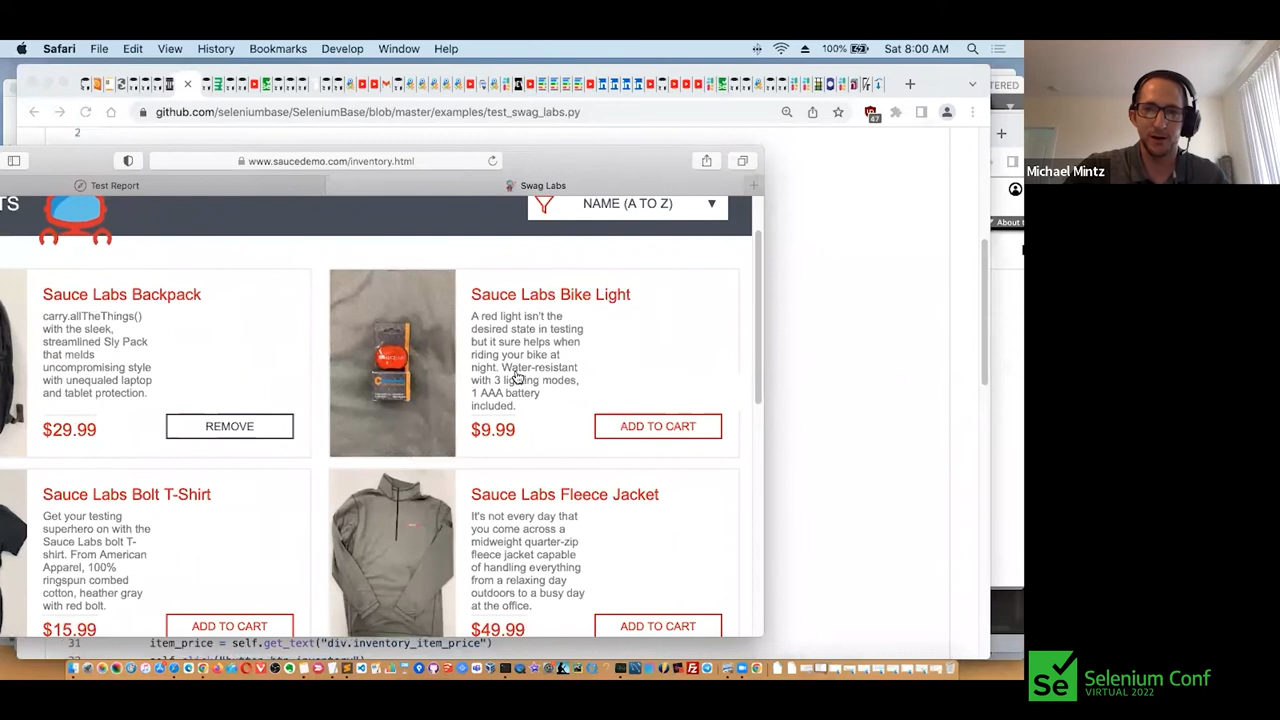 Safari File Edit View History Bookmarks Develop Window Help 100% Sat 8:00 AM
github.com/seleniumbase/SeleniumBase/blob/master/examples/test_swag_labs.py
47
TERED
Michael Mintz
2
www.saucedemo.com/inventory.html
Test Report
Swag Labs
About t
TS
NAME (A TO Z)
Sauce Labs Backpack
carry.allTheThings()
with the sleek,
streamlined Sly Pack
that melds
uncompromising style
with unequaled laptop
and tablet protection.
$29.99
REMOVE
Sauce Labs Bike Light
A red light isn't the
desired state in testing
but it sure helps when
riding your bike at
night. Water-resistant
with 3 lighting modes,
1 AAA battery
included.
$9.99
ADD TO CART
Sauce Labs Bolt T-Shirt
Get your testing
superhero on with the
Sauce Labs bolt T-
shirt. From American
Apparel, 100%
ringspun combed
cotton, heather gray
with red bolt.
$15.99
ADD TO CART
Sauce Labs Fleece Jacket
It's not every day that
you come across a
midweight quarter-zip
fleece jacket capable
of handling everything
from a relaxing day
outdoors to a busy day
at the office.
$49.99
ADD TO CART
31 item_price = self.get_text("div.inventory_item_price")
Se
Selenium Conf
VIRTUAL 2022